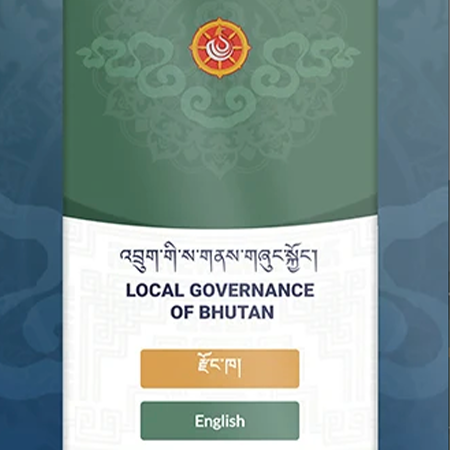 འབྲུག་གི་ས་གནས་གཞུང་སྐྱོང་།
LOCAL GOVERNANCE
OF BHUTAN
རྫོང་ཁ།
English